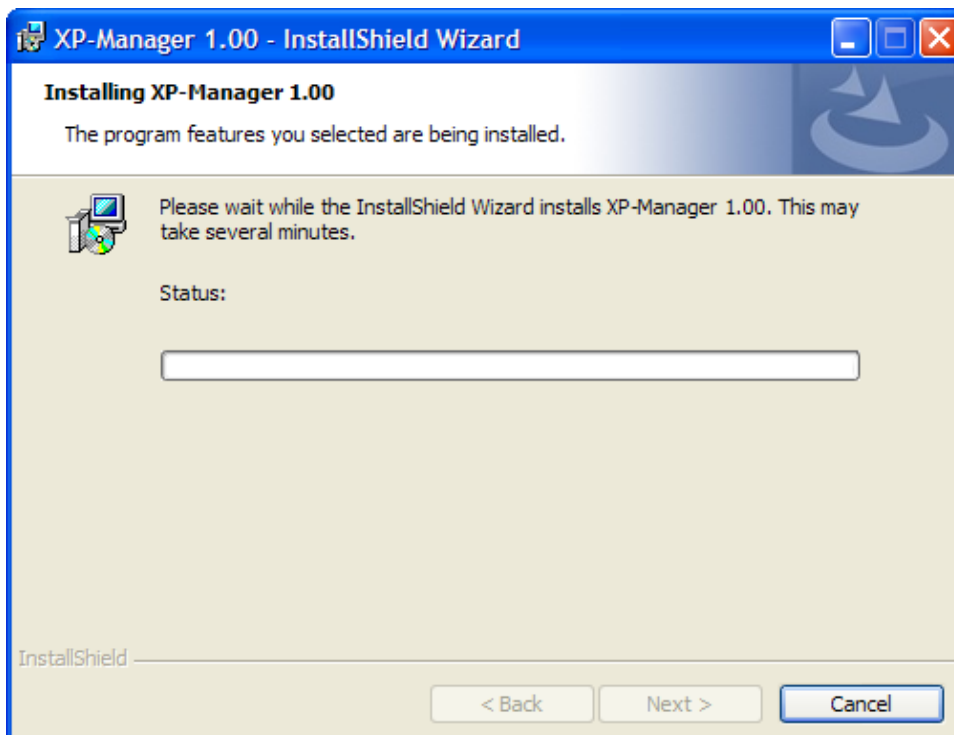 XP-Manager 1.00 - InstallShield Wizard
Installing XP-Manager 1.00
The program features you selected are being installed.
Please wait while the InstallShield Wizard installs XP-Manager 1.00. This may
take several minutes.
Status:
InstallShield
< Back
Next >
Cancel